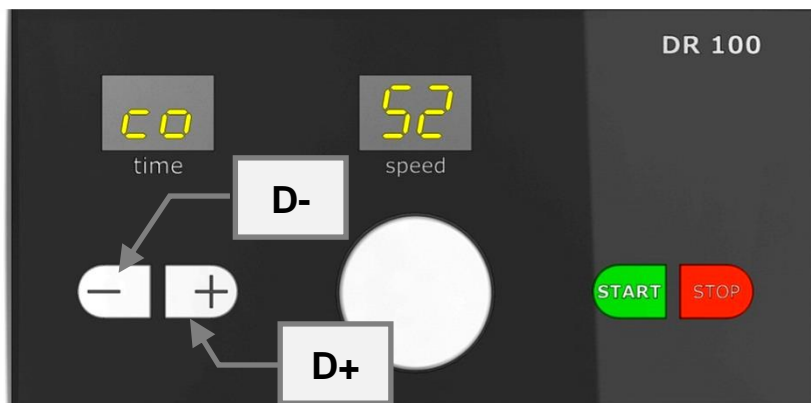 DR 100
co
52
time
speed
D-
− +
START STOP
D+